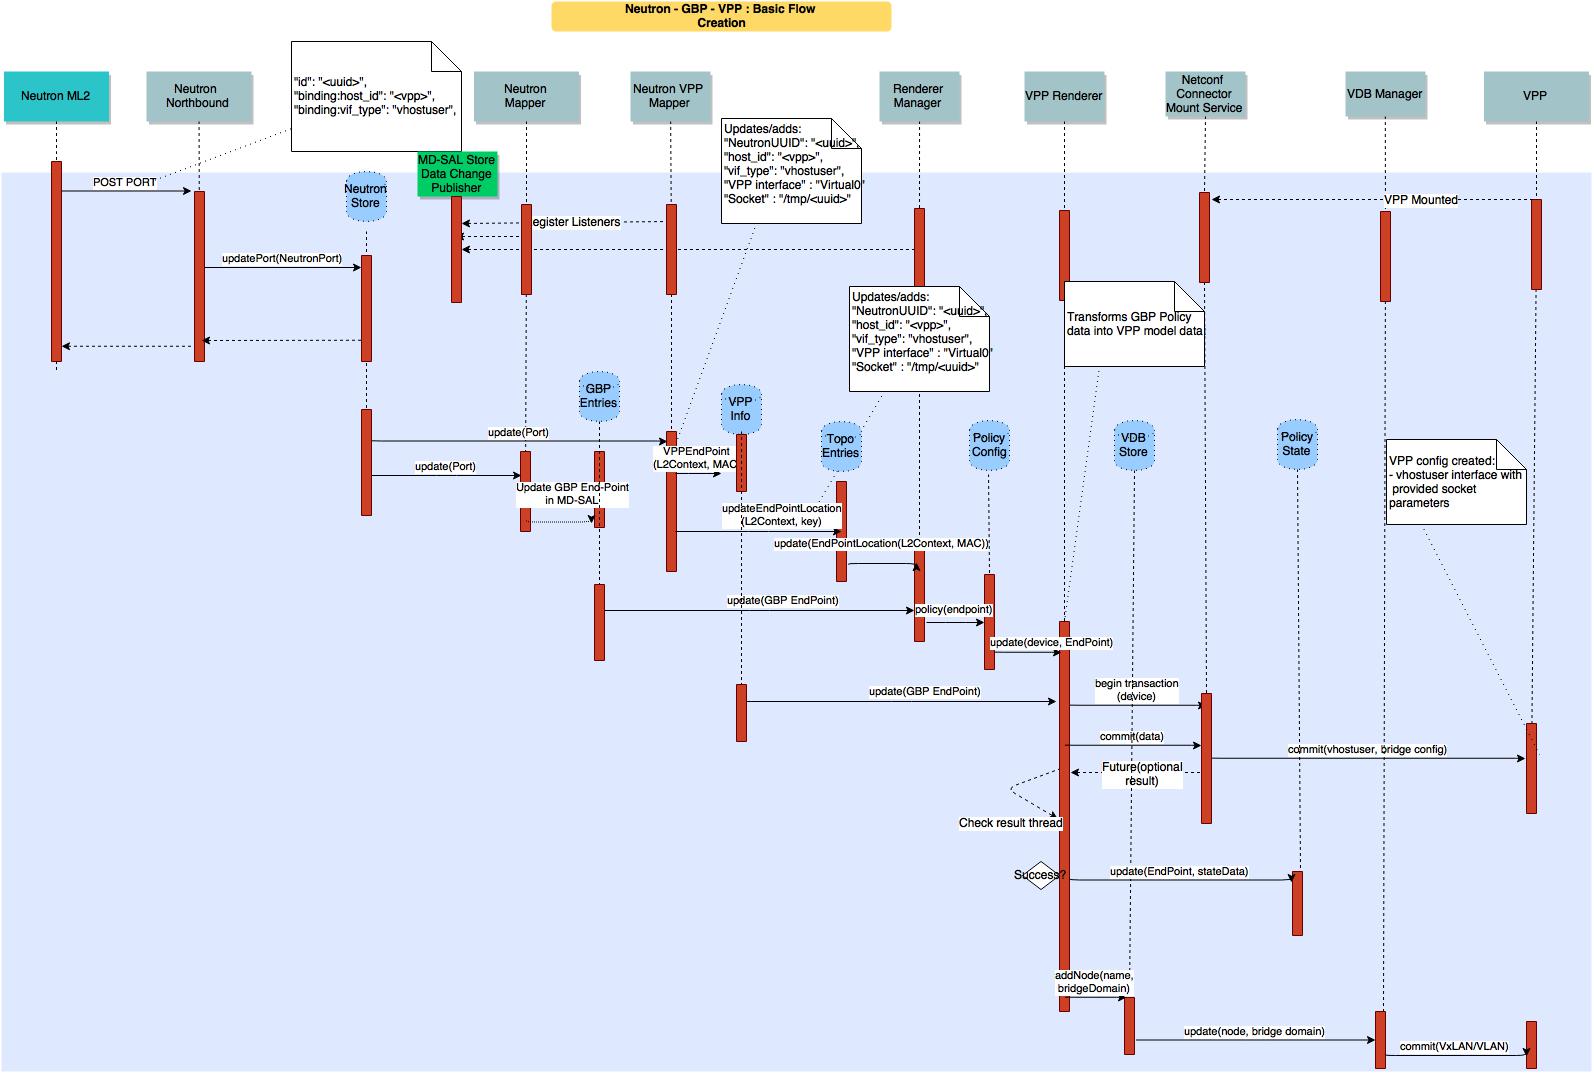 Neutron - GBP - VPP : Basic Flow
Creation
Neutron ML2
Neutron
Northbound
"id": "<uuid>",
"binding:host_id": "<vpp>",
"binding:vif_type": "vhostuser",
Neutron
Mapper
Neutron VPP
Mapper
Renderer
Manager
VPP Renderer
Netconf
Connector
Mount Service
VDB Manager
VPP
Updates/adds:
"NeutronUUID": "<uuid>",
"host_id": "<vpp>",
"vif_type": "vhostuser",
"VPP interface" : "Virtual0"
"Socket" : "/tmp/<uuid>"
MD-SAL Store
Data Change
Publisher
POST PORT
Neutron
Store
VPP Mounted
egister Listeners
updatePort(NeutronPort)
Updates/adds:
"NeutronUUID": "<uuid>",
"host_id": "<vpp>",
"vif_type": "vhostuser",
"VPP interface" : "Virtual0"
"Socket" : "/tmp/<uuid>"
Transforms GBP Policy
data into VPP model data
GBP
Entries
VPP
Info
Topo
Entries
Policy
Config
VDB
Store
Policy
State
update(Port)
VPPEndPoint
(L2Context, MAC
update(Port)
VPP config created:
- vhostuser interface with
provided socket
parameters
Update GBP End-Point
in MD-SAL
updateEndPointLocation
(L2Context, key)
update(EndPointLocation(L2Context, MAC))
update(GBP EndPoint)
policy(endpoint)
update(device, EndPoint)
update(GBP EndPoint)
begin transaction
(device)
commit(data)
commit(vhostuser, bridge config)
Future(optional
result)
Check result thread
Success?
update(EndPoint, stateData)
addNode(name,
bridgeDomain)
update(node, bridge domain)
commit(VxLAN/VLAN)